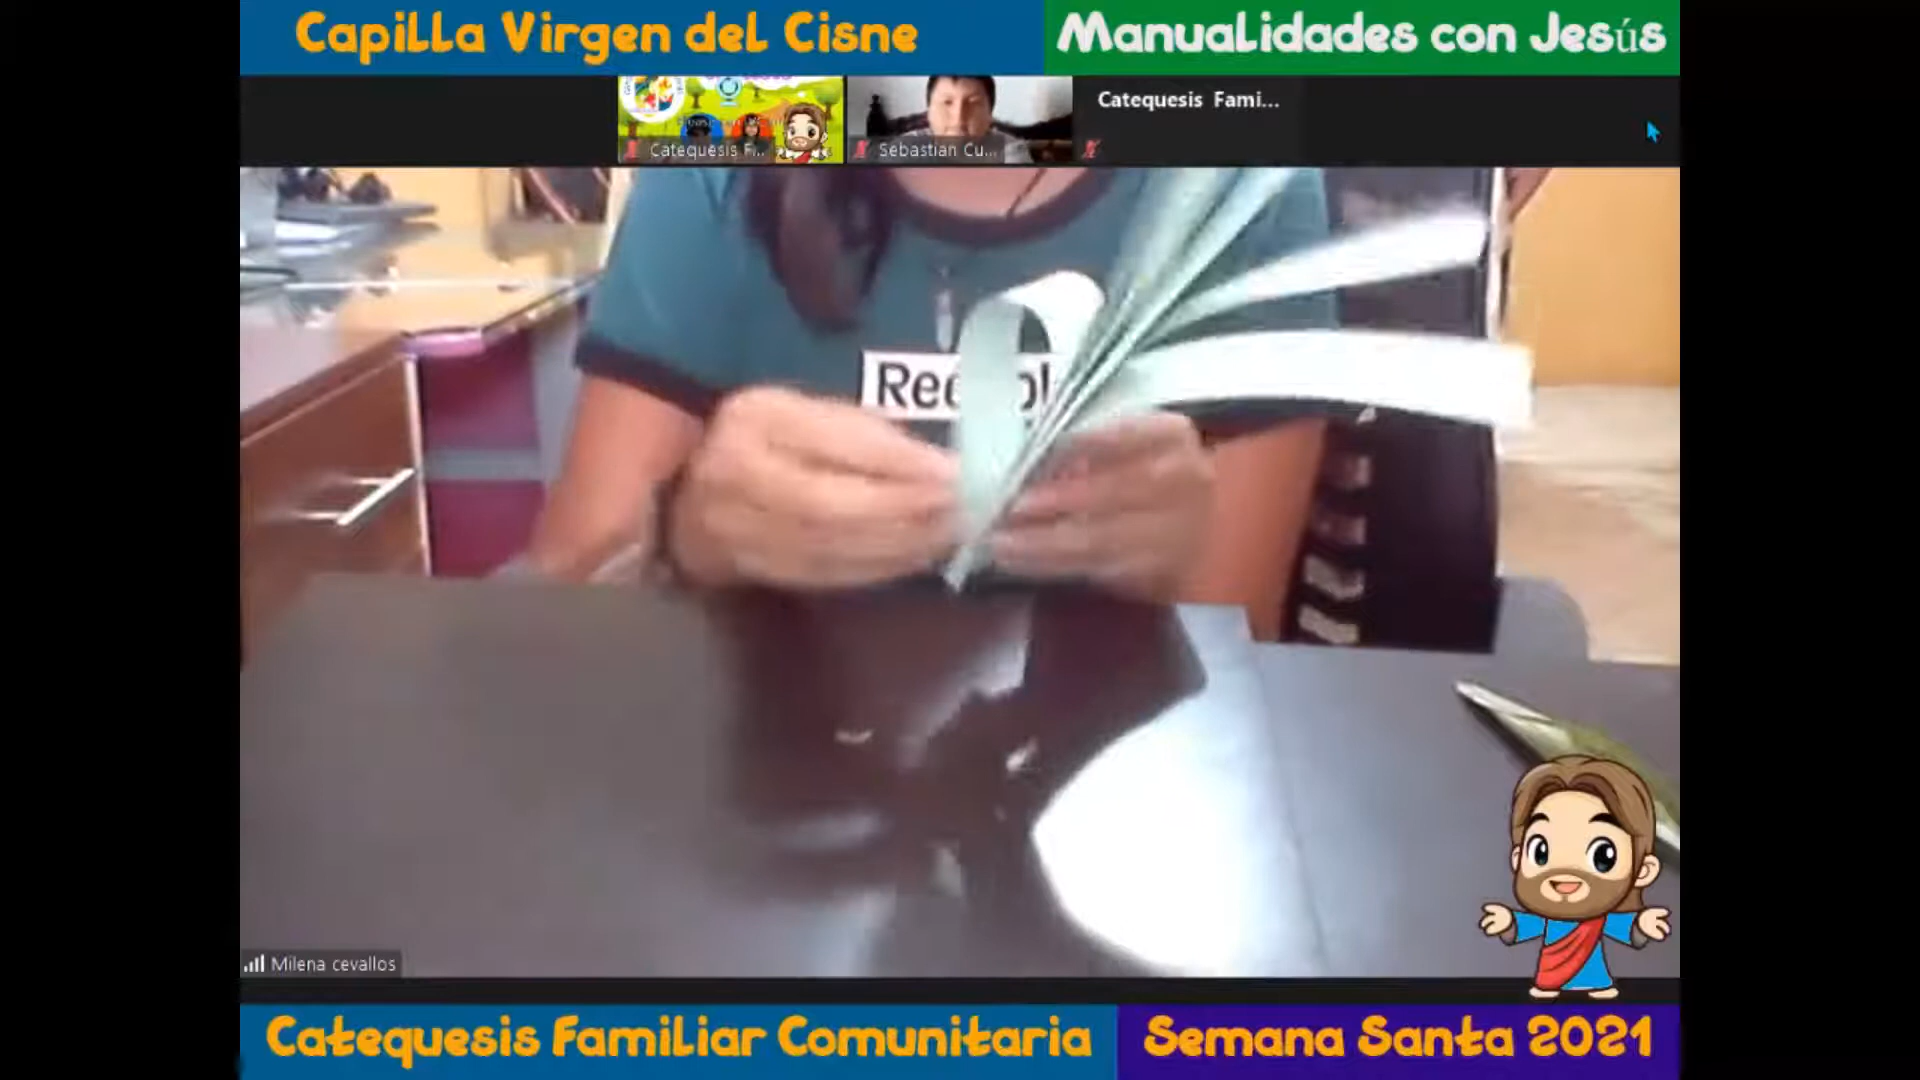 Capilla Virgen del Cisne
Manualidades con Jesús
Catequesis F...
Sebastian Cu...
Catequesis Fami...
Milena cevallos
Catequesis Familiar Comunitaria
Semana Santa 2021